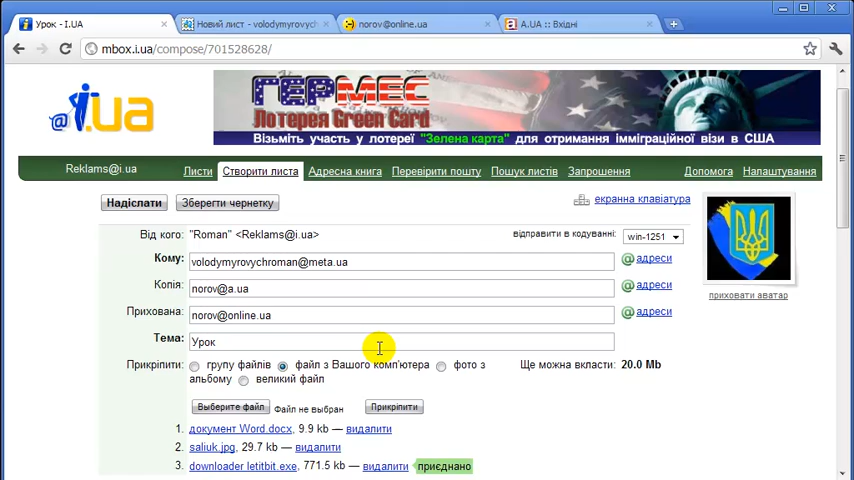 Урок - I.UA
Новий лист - volodymyrovych
norov@online.ua
A.UA :: Вхідні
mbox.i.ua/compose/701528628/
@i.ua
ГЕРМЕС
Лотерея Green Card
Візьміть участь у лотереї "Зелена карта" для отримання імміграційної візи в США
Reklams@i.ua
Листи Створити листа Адресна книга Перевірити пошту Пошук листів Запрошення Допомога Налаштування
Надіслати Зберегти чернетку екранна клавіатура
Від кого: "Roman" <Reklams@i.ua> відправити в кодуванні: win-1251
Кому: volodymyrovychroman@meta.ua адреси
Копія: norov@a.ua адреси
приховати аватар
Прихована: norov@online.ua адреси
Тема: Урок
Прикріпити: групу файлів файл з Вашого комп'ютера фото з Ще можна вкласти: 20.0 Mb
альбому великий файл
Выберите файл Файл не выбран Прикріпити
1. документ Word.docx, 9.9 kb — видалити
2. saliuk.jpg, 29.7 kb — видалити
3. downloader letitbit.exe, 771.5 kb — видалити приєднано